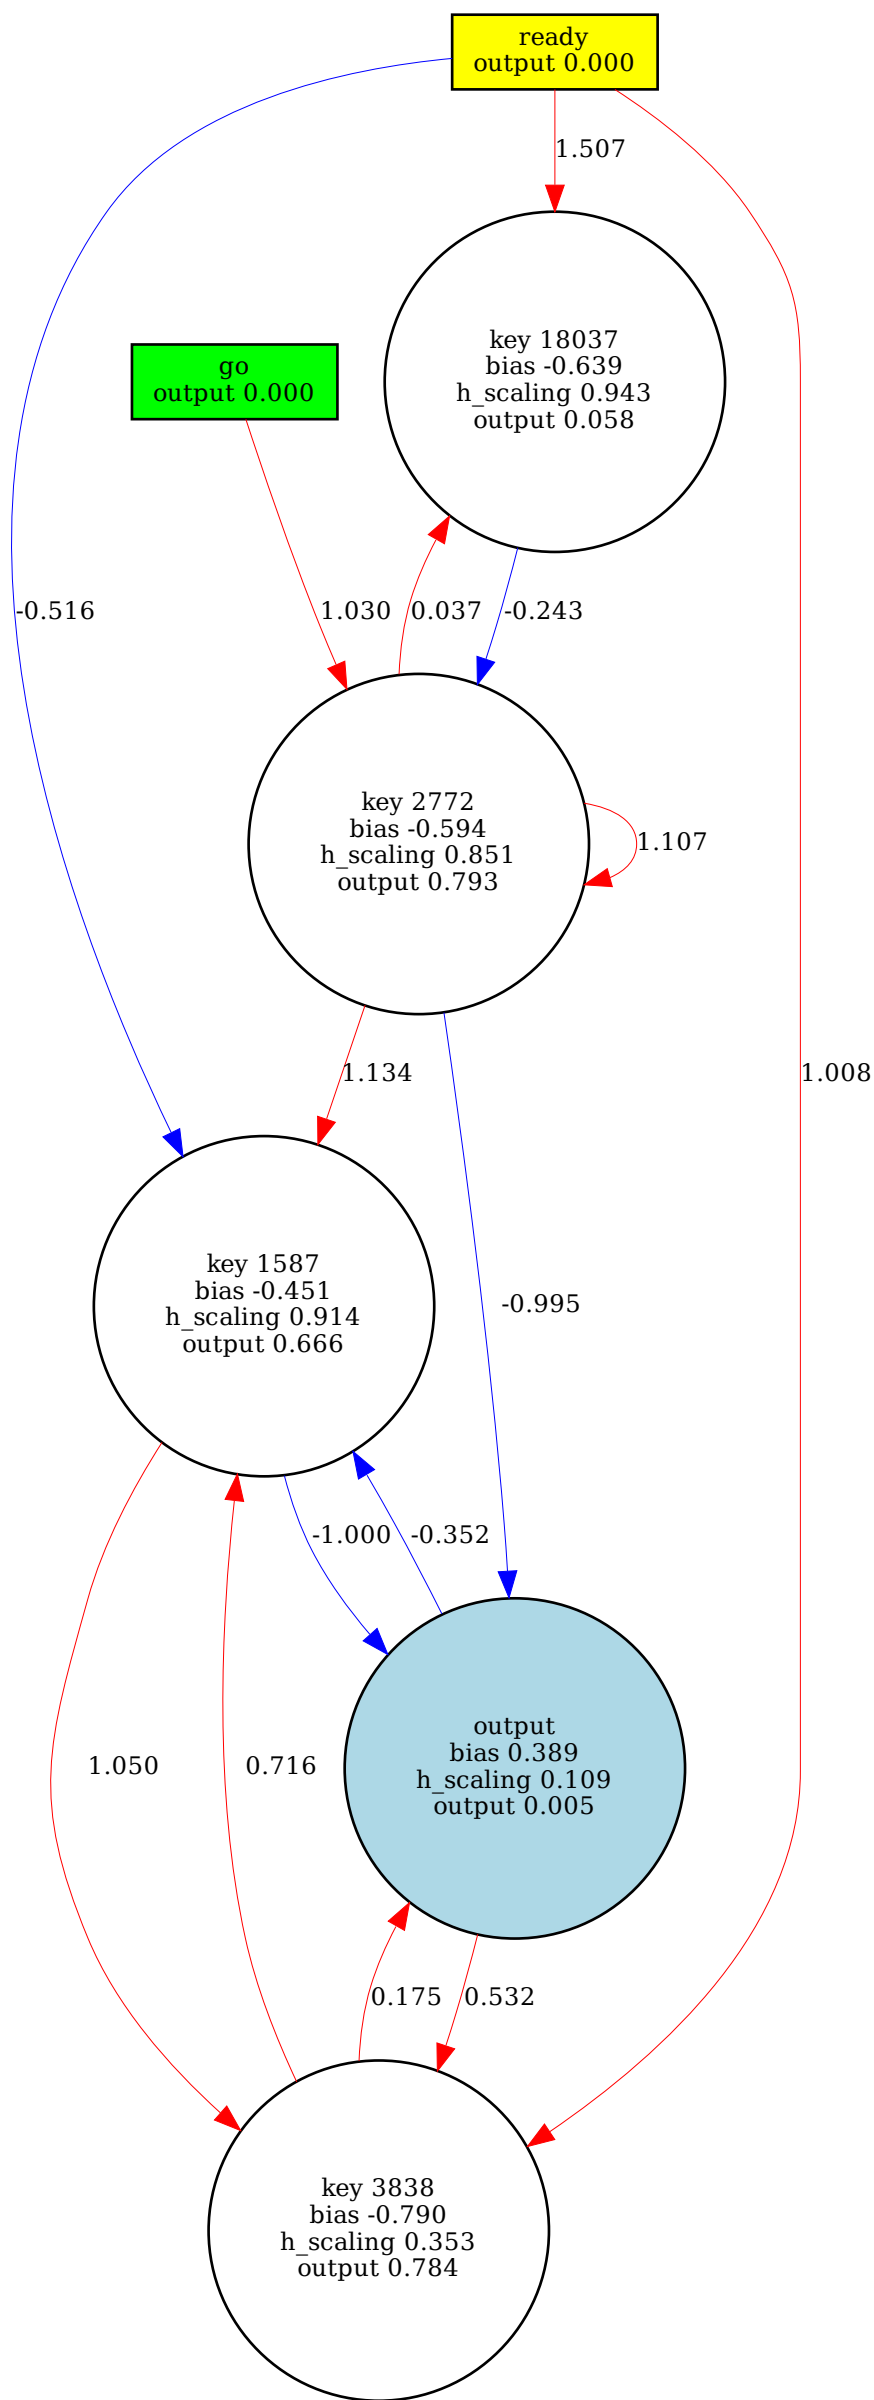 ready
output 0.000
1.507
key 18037
bias -0.639
h_scaling 0.943
output 0.058
go
output 0.000
-0.516
1.030
0.037
-0.243
key 2772
bias -0.594
h_scaling 0.851
output 0.793
1.107
1.134
1.008
key 1587
bias -0.451
h_scaling 0.914
output 0.666
-0.995
-1.000
-0.352
output
bias 0.389
h_scaling 0.109
output 0.005
1.050
0.716
0.175
0.532
key 3838
bias -0.790
h_scaling 0.353
output 0.784